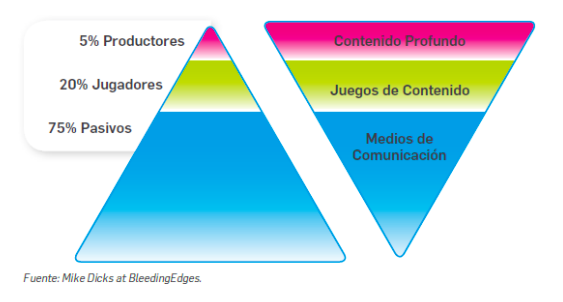 5% Productores
20% Jugadores
75% Pasivos
Contenido Profundo
Juegos de Contenido
Medios de
Comunicación
Fuente: Mike Dicks at BleedingEdges.